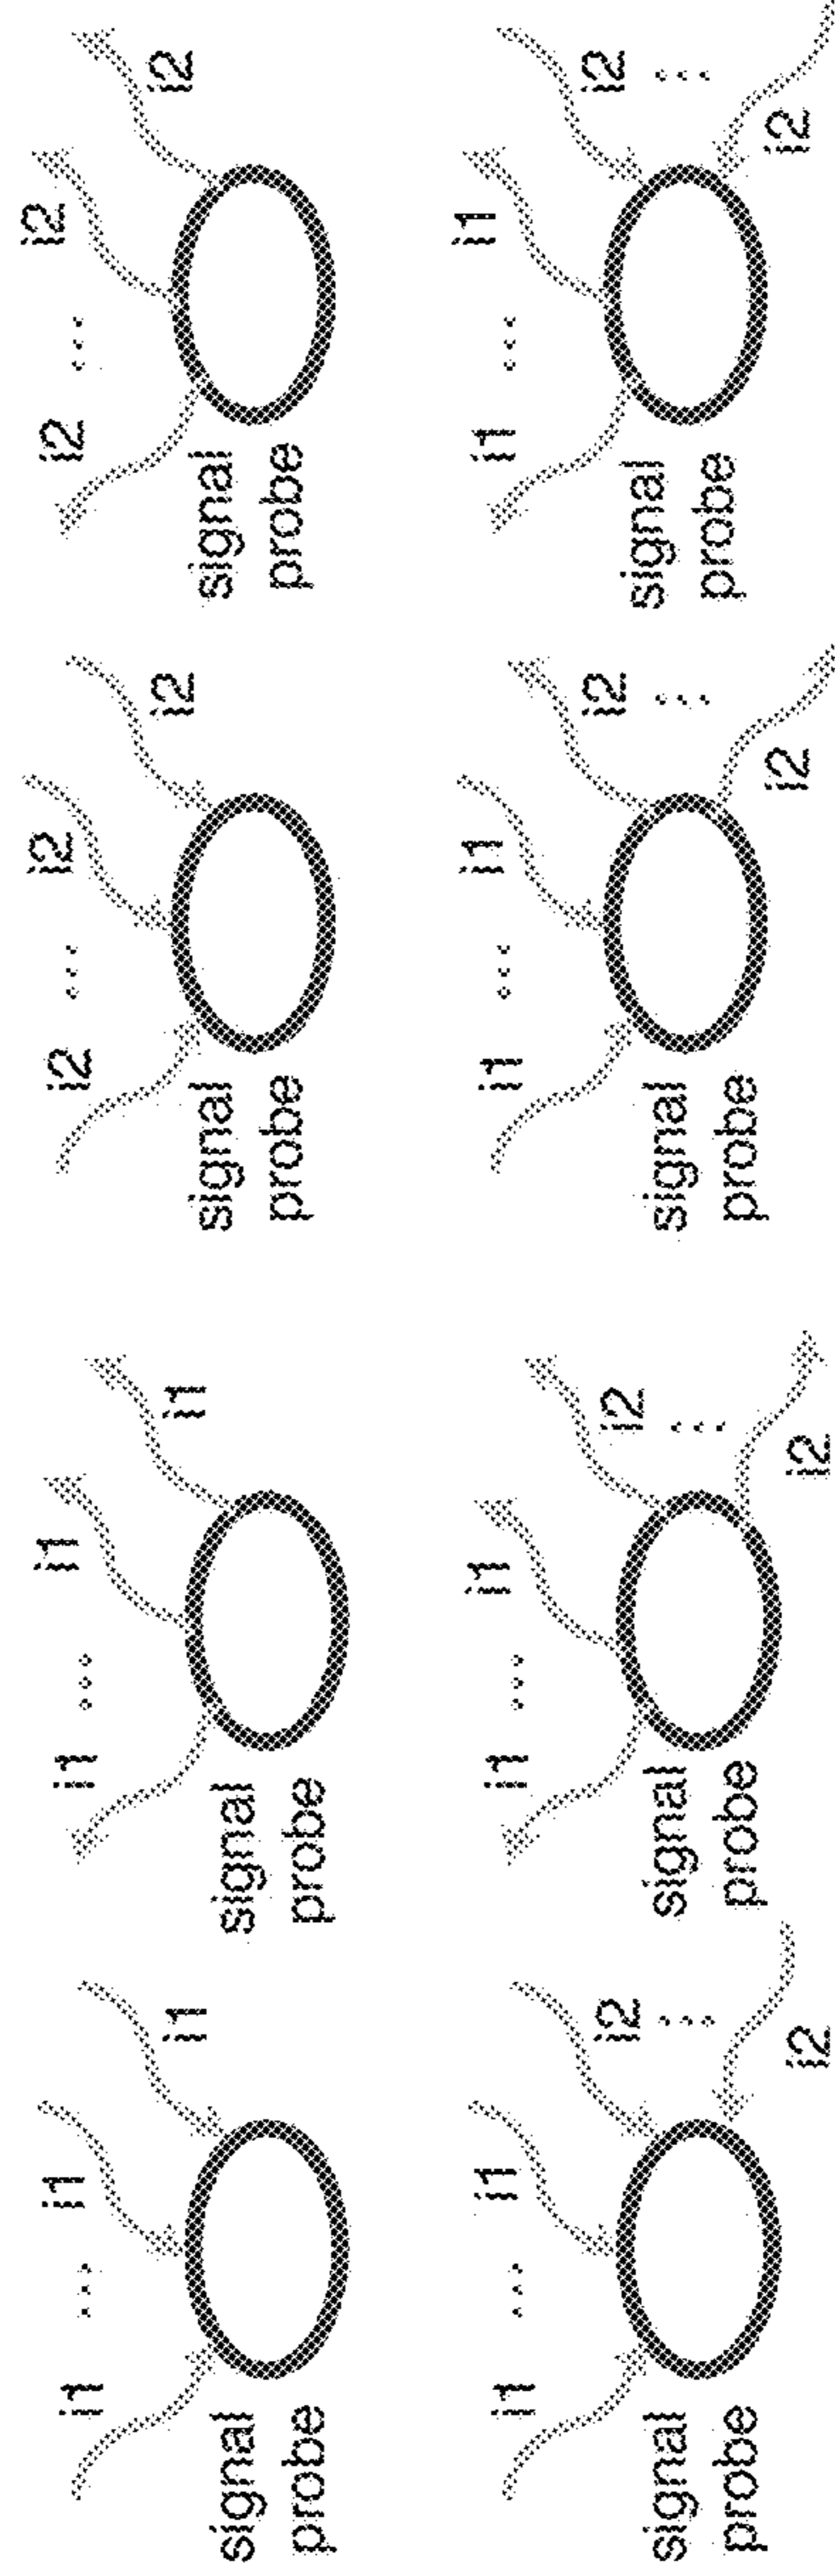 i1 ... i1
i1
signal
probe
i1 ... i1
i1
signal
probe
i2 ... i2
i2
signal
probe
i2 ... i2
i2
signal
probe
i1 ... i1
i2
⋮
signal
probe
i2
i1 ... i1
i2
⋮
signal
probe
i2
i1 ... i1
i2
⋮
signal
probe
i2
i1 ... i1
i2
⋮
signal
probe
i2